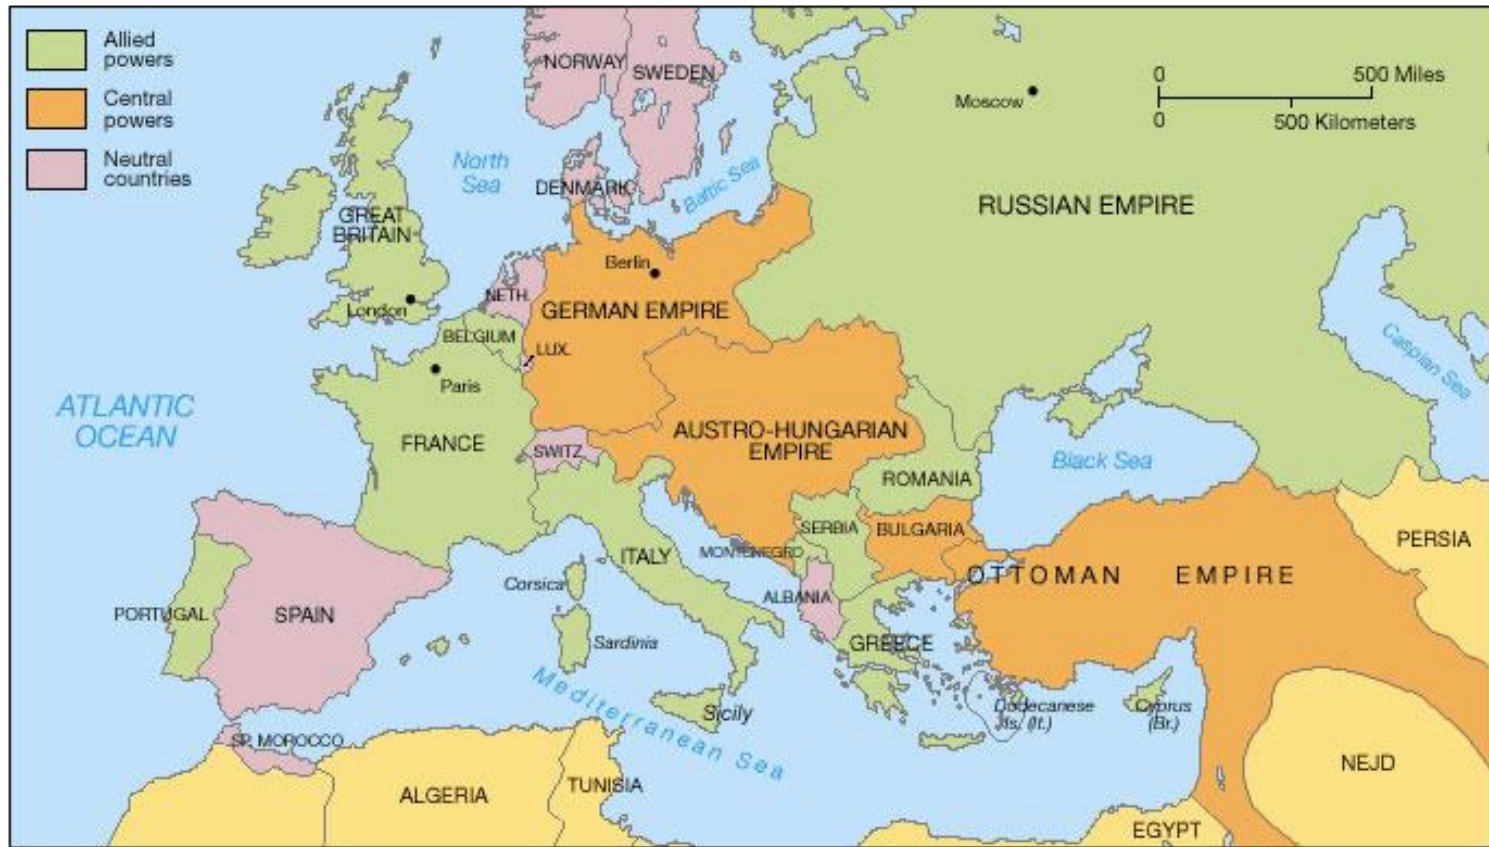 Allied
powers
Central
powers
Neutral
countries
0 500 Miles
0 500 Kilometers
NORWAY
SWEDEN
Moscow
North
Sea
DENMARK
Baltic Sea
RUSSIAN EMPIRE
GREAT
BRITAIN
London
Berlin
NETH.
GERMAN EMPIRE
BELGIUM
LUX.
Paris
Caspian Sea
ATLANTIC
OCEAN
FRANCE
SWITZ
AUSTRO-HUNGARIAN
EMPIRE
Black Sea
ROMANIA
SERBIA
BULGARIA
PERSIA
MONTENEGRO
ITALY
OTTOMAN EMPIRE
Corsica
ALBANIA
PORTUGAL
SPAIN
Sardinia
GREECE
Mediterranean Sea
Sicily
Dodecanese
Is. (It.)
Cyprus
(Br.)
SP. MOROCCO
NEJD
ALGERIA
TUNISIA
EGYPT